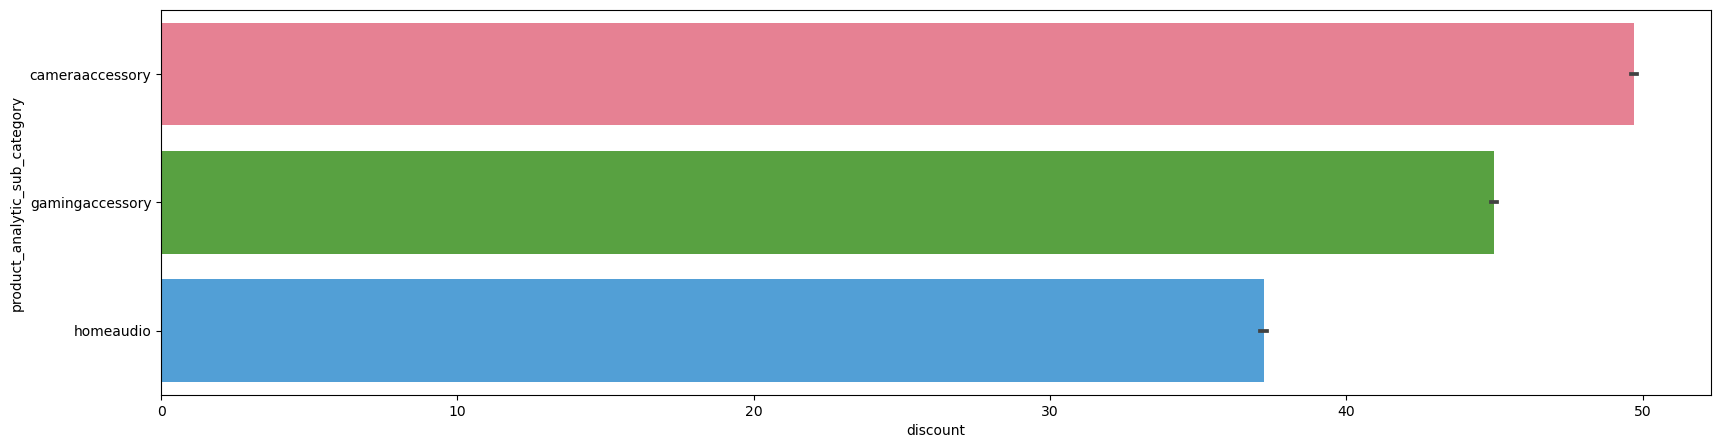 product_analytic_sub_category
cameraaccessory
gamingaccessory
homeaudio
0 10 20 30 40 50
discount